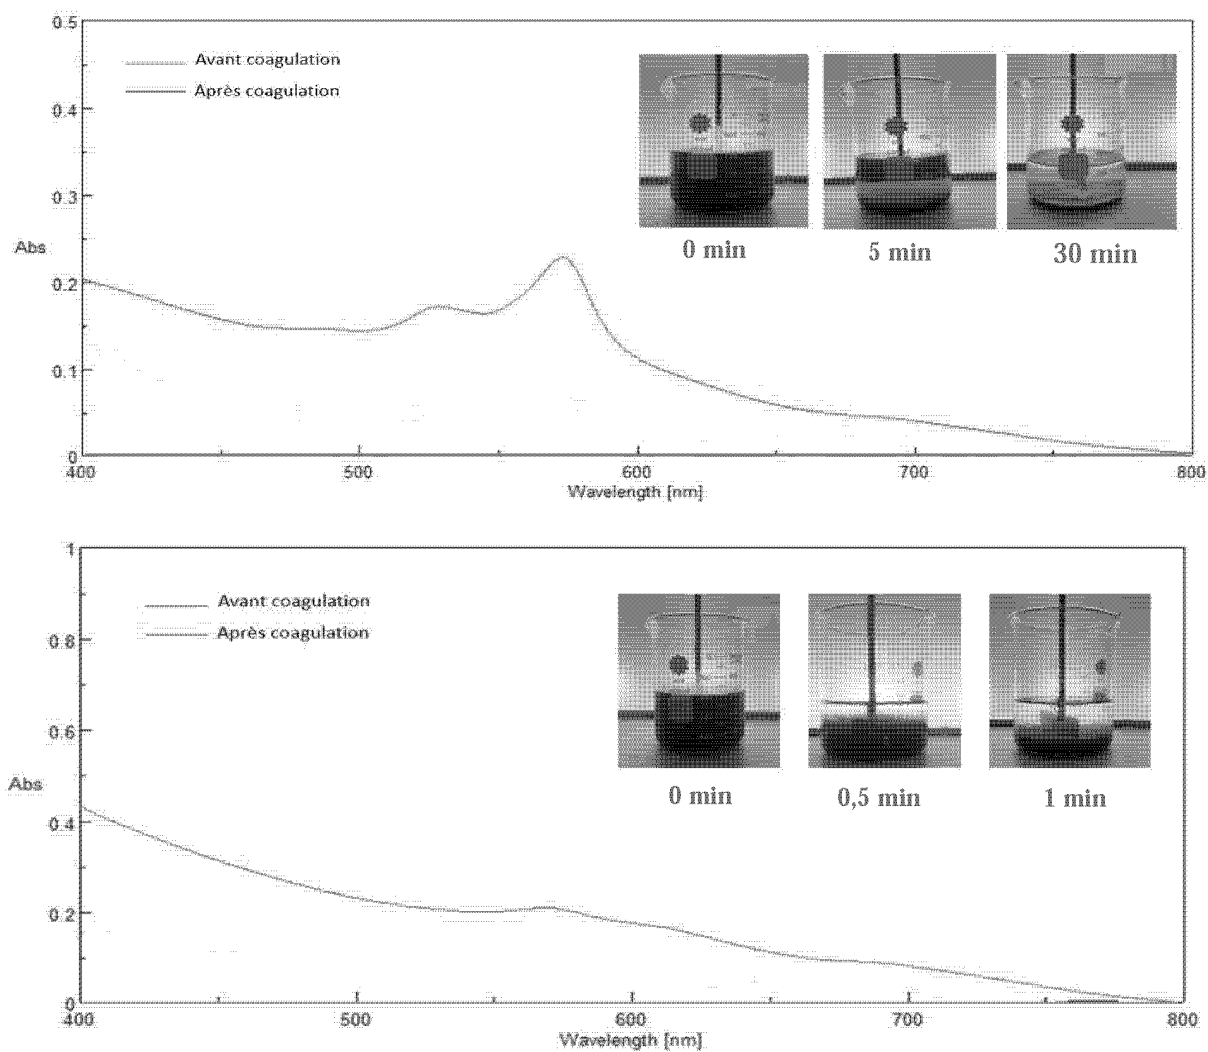 0.5
Avant coagulation
Après coagulation
0.4
0.3
Abs
0.2
0.1
0
400
500
600
700
800
Wavelength [nm]
0 min
5 min
30 min
1
Avant coagulation
Après coagulation
0.8
0.6
Abs
0.4
0.2
0
400
500
600
700
800
Wavelength [nm]
0 min
0,5 min
1 min